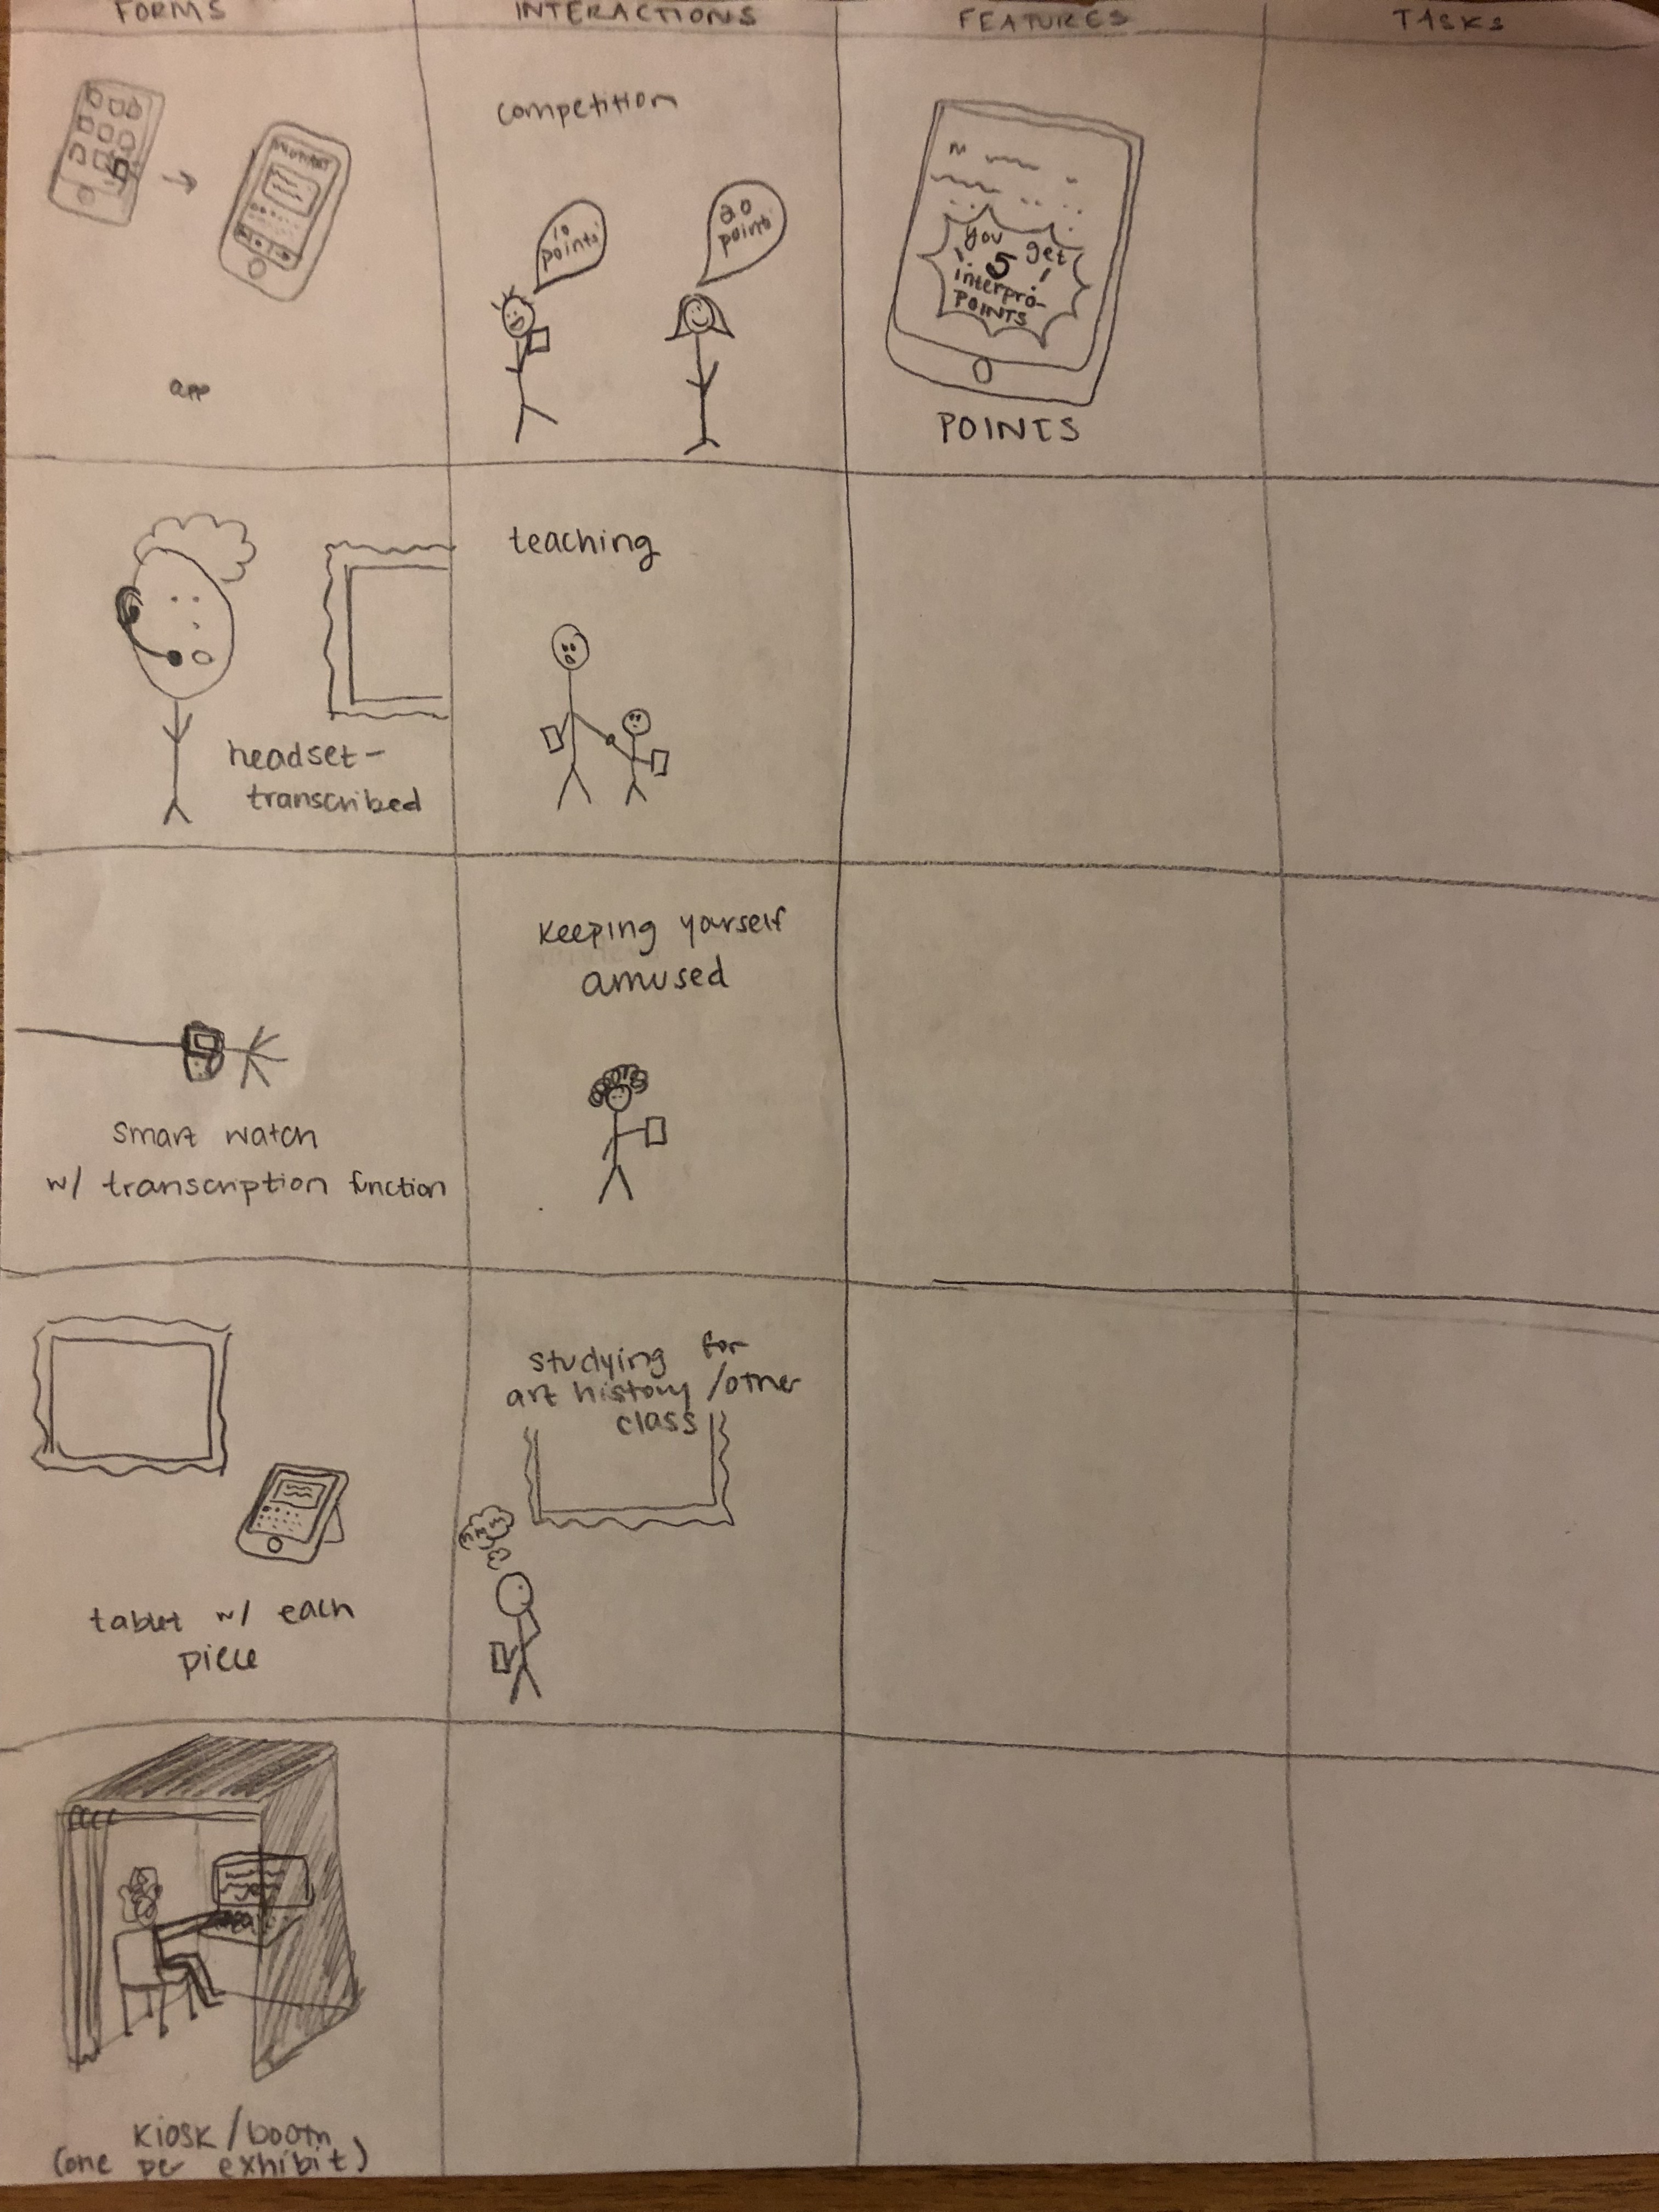 FORMS
INTERACTIONS
FEATURES
TASKS
app
competition
10
points
20
points
you get
5
interpro-
POINTS
!
POINTS
headset-
transcribed
teaching
smart watch
w/ transcription function
keeping yourself
amused
tablet w/ each
piece
studying for
art history /other
class
kiosk/booth
(one per exhibit)